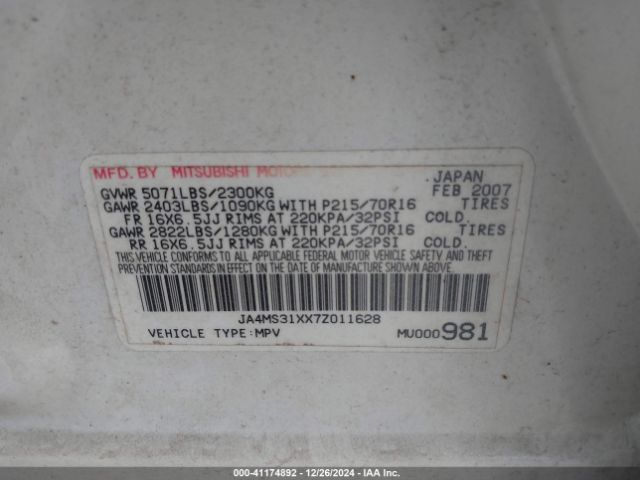 MFD. BY MITSUBISHI MOTORS JAPAN
GVWR 5071LBS/2300KG FEB 2007
GAWR 2403LBS/1090KG WITH P215/70R16 TIRES
FR 16X6.5JJ RIMS AT 220KPA/32PSI COLD.
GAWR 2822LBS/1280KG WITH P215/70R16 TIRES
RR 16X6.5JJ RIMS AT 220KPA/32PSI COLD.
THIS VEHICLE CONFORMS TO ALL APPLICABLE FEDERAL MOTOR VEHICLE SAFETY AND
THEFT PREVENTION STANDARDS IN EFFECT ON THE DATE OF MANUFACTURE SHOWN ABOVE.
JA4MS31XX7Z011628
VEHICLE TYPE:MPV MU000981
000-41174892 • 12/26/2024 - IAA Inc.